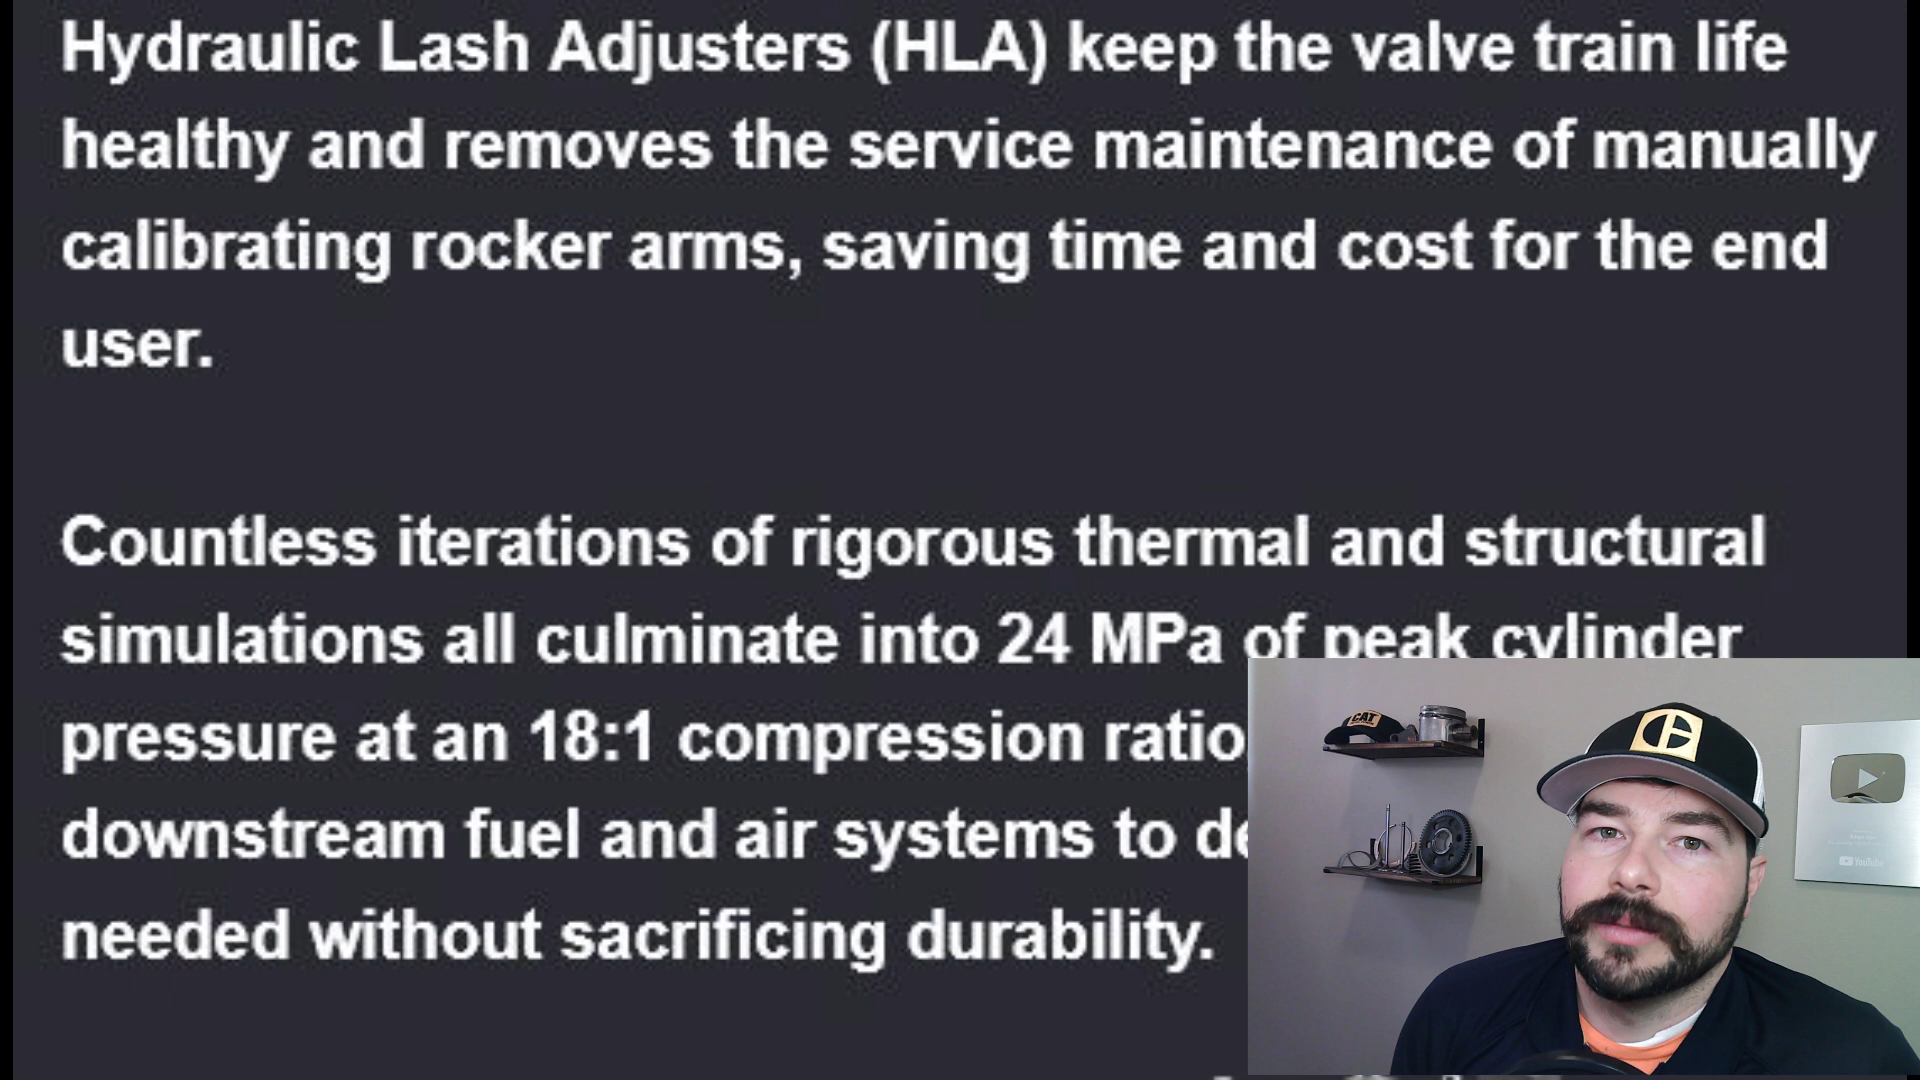 Hydraulic Lash Adjusters (HLA) keep the valve train life
healthy and removes the service maintenance of manually
calibrating rocker arms, saving time and cost for the end
user.
Countless iterations of rigorous thermal and structural
simulations all culminate into 24 MPa of peak cylinder
pressure at an 18:1 compression ratio
downstream fuel and air systems to
needed without sacrificing durability.
CAT
YouTube